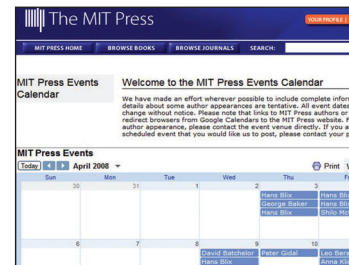 The MIT Press
YOUR PROFILE |
MIT PRESS HOME BROWSE BOOKS BROWSE JOURNALS SEARCH:
MIT Press Events Calendar
Welcome to the MIT Press Events Calendar
We have made an effort wherever possible to include complete infor
details about some author appearances are tentative. All event dates
change without notice. Please note that links to MIT Press authors or
redirect browsers from Google Calendars to the MIT Press website. F
author appearance, please contact the event venue directly. If you a
scheduled event that you would like us to post, please contact your p
MIT Press Events
Today April 2008 Print
Sun Mon Tue Wed Thu
30 31 1 2 3
Hans Blix Hans Blix
George Baker Hans Blix
Hans Blix Shilo Mc
6 7 8 9 10
David Batchelor Peter Gidal Leo Bers
Hans Blix Anna Kli